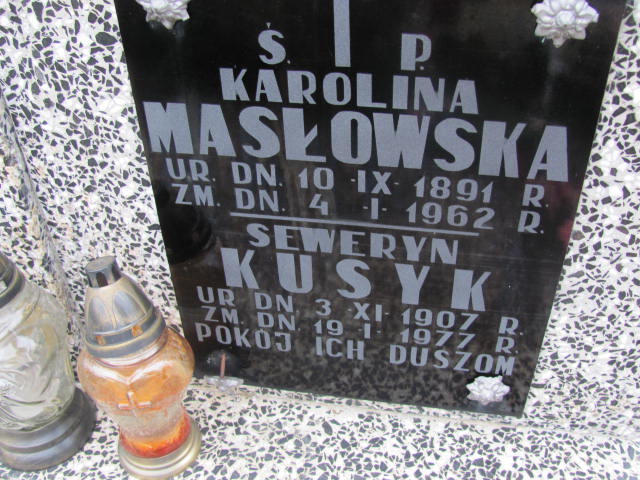 Ś. P.
KAROLINA
MASŁOWSKA
UR. DN. 10 ·IX· 1891 R.
ZM. DN. 4 ·I· 1962 R.
SEWERYN
KUSYK
UR DN. 3 XI 1907 R.
ZM. DN. 19 I 1977 R.
POKÓJ ICH DUSZOM